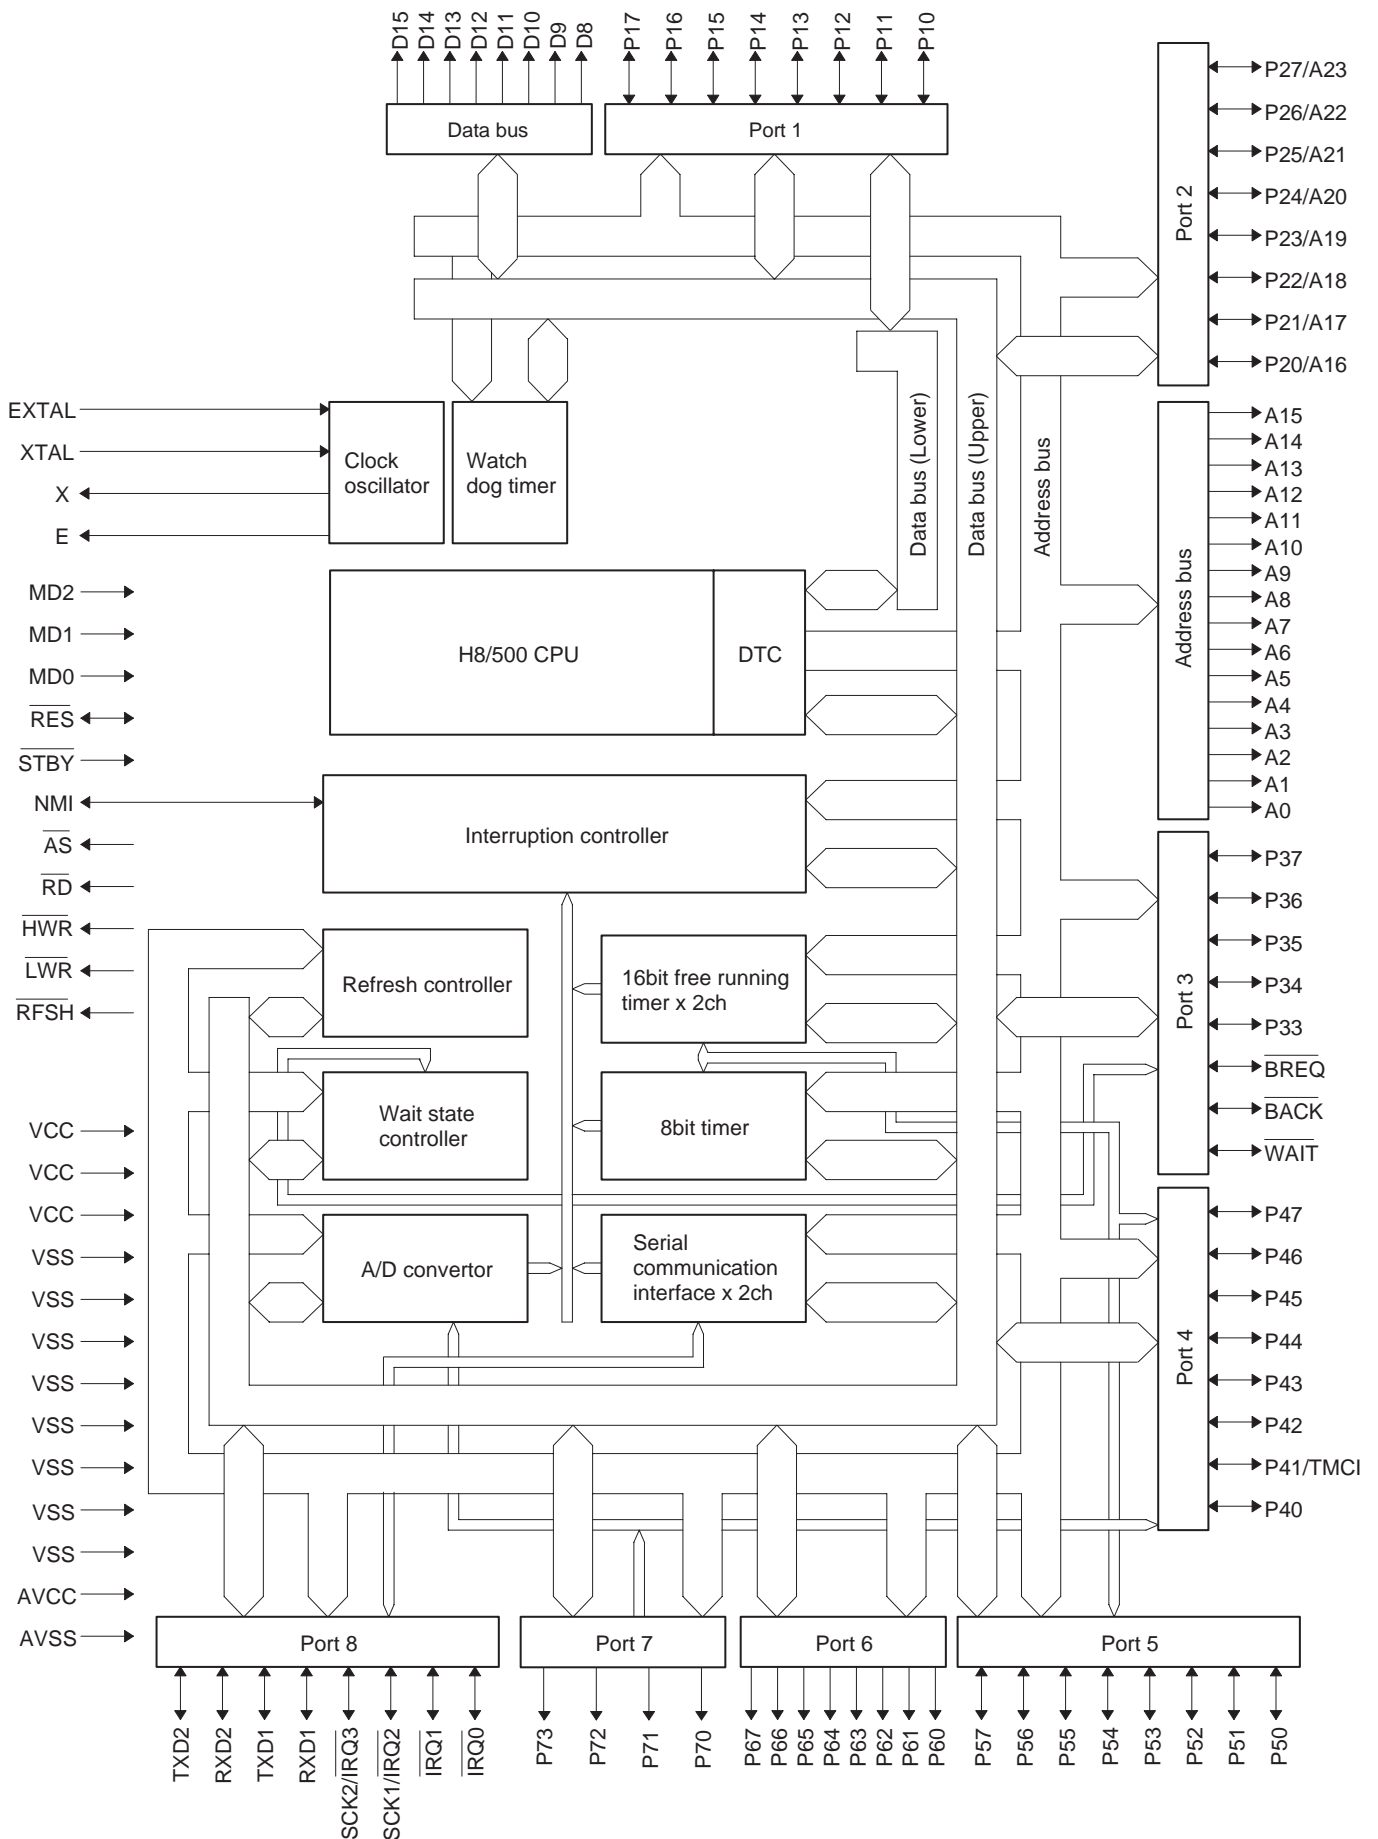 D15
D14
D13
D12
D11
D10
D9
D8
P17
P16
P15
P14
P13
P12
P11
P10
Data bus
Port 1
Port 2
P27/A23
P26/A22
P25/A21
P24/A20
P23/A19
P22/A18
P21/A17
P20/A16
EXTAL
XTAL
X
E
Clock
oscillator
Watch
dog timer
Data bus (Lower)
Data bus (Upper)
Address bus
Address bus
A15
A14
A13
A12
A11
A10
A9
A8
A7
A6
A5
A4
A3
A2
A1
A0
MD2
MD1
MD0
RES
STBY
NMI
AS
RD
HWR
LWR
RFSH
H8/500 CPU
DTC
Interruption controller
Refresh controller
16bit free running
timer x 2ch
Wait state
controller
8bit timer
A/D convertor
Serial
communication
interface x 2ch
Port 3
P37
P36
P35
P34
P33
BREQ
BACK
WAIT
VCC
VCC
VCC
VSS
VSS
VSS
VSS
VSS
VSS
VSS
VSS
AVCC
AVSS
Port 4
P47
P46
P45
P44
P43
P42
P41/TMCI
P40
Port 8
Port 7
Port 6
Port 5
TXD2
RXD2
TXD1
RXD1
SCK2/IRQ3
SCK1/IRQ2
IRQ1
IRQ0
P73
P72
P71
P70
P67
P66
P65
P64
P63
P62
P61
P60
P57
P56
P55
P54
P53
P52
P51
P50